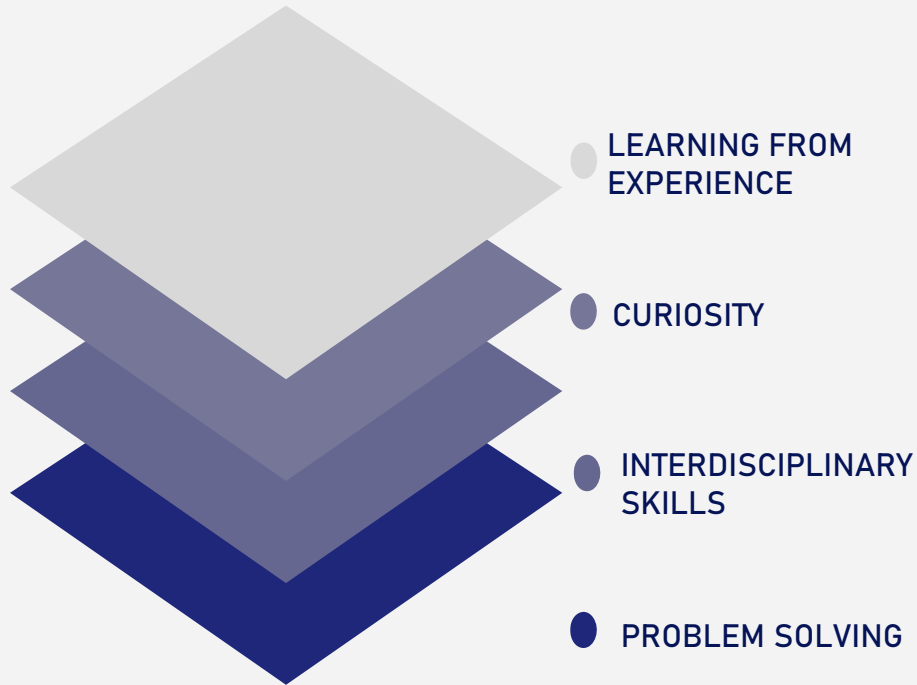 LEARNING FROM
EXPERIENCE
CURIOSITY
INTERDISCIPLINARY
SKILLS
PROBLEM SOLVING